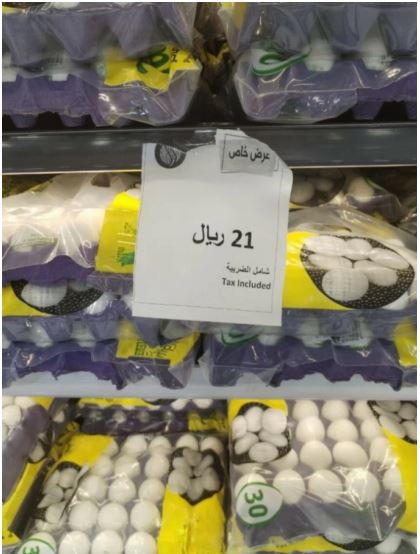 عرض خاص
21 ريال
شامل الضريبة
Tax Included
30